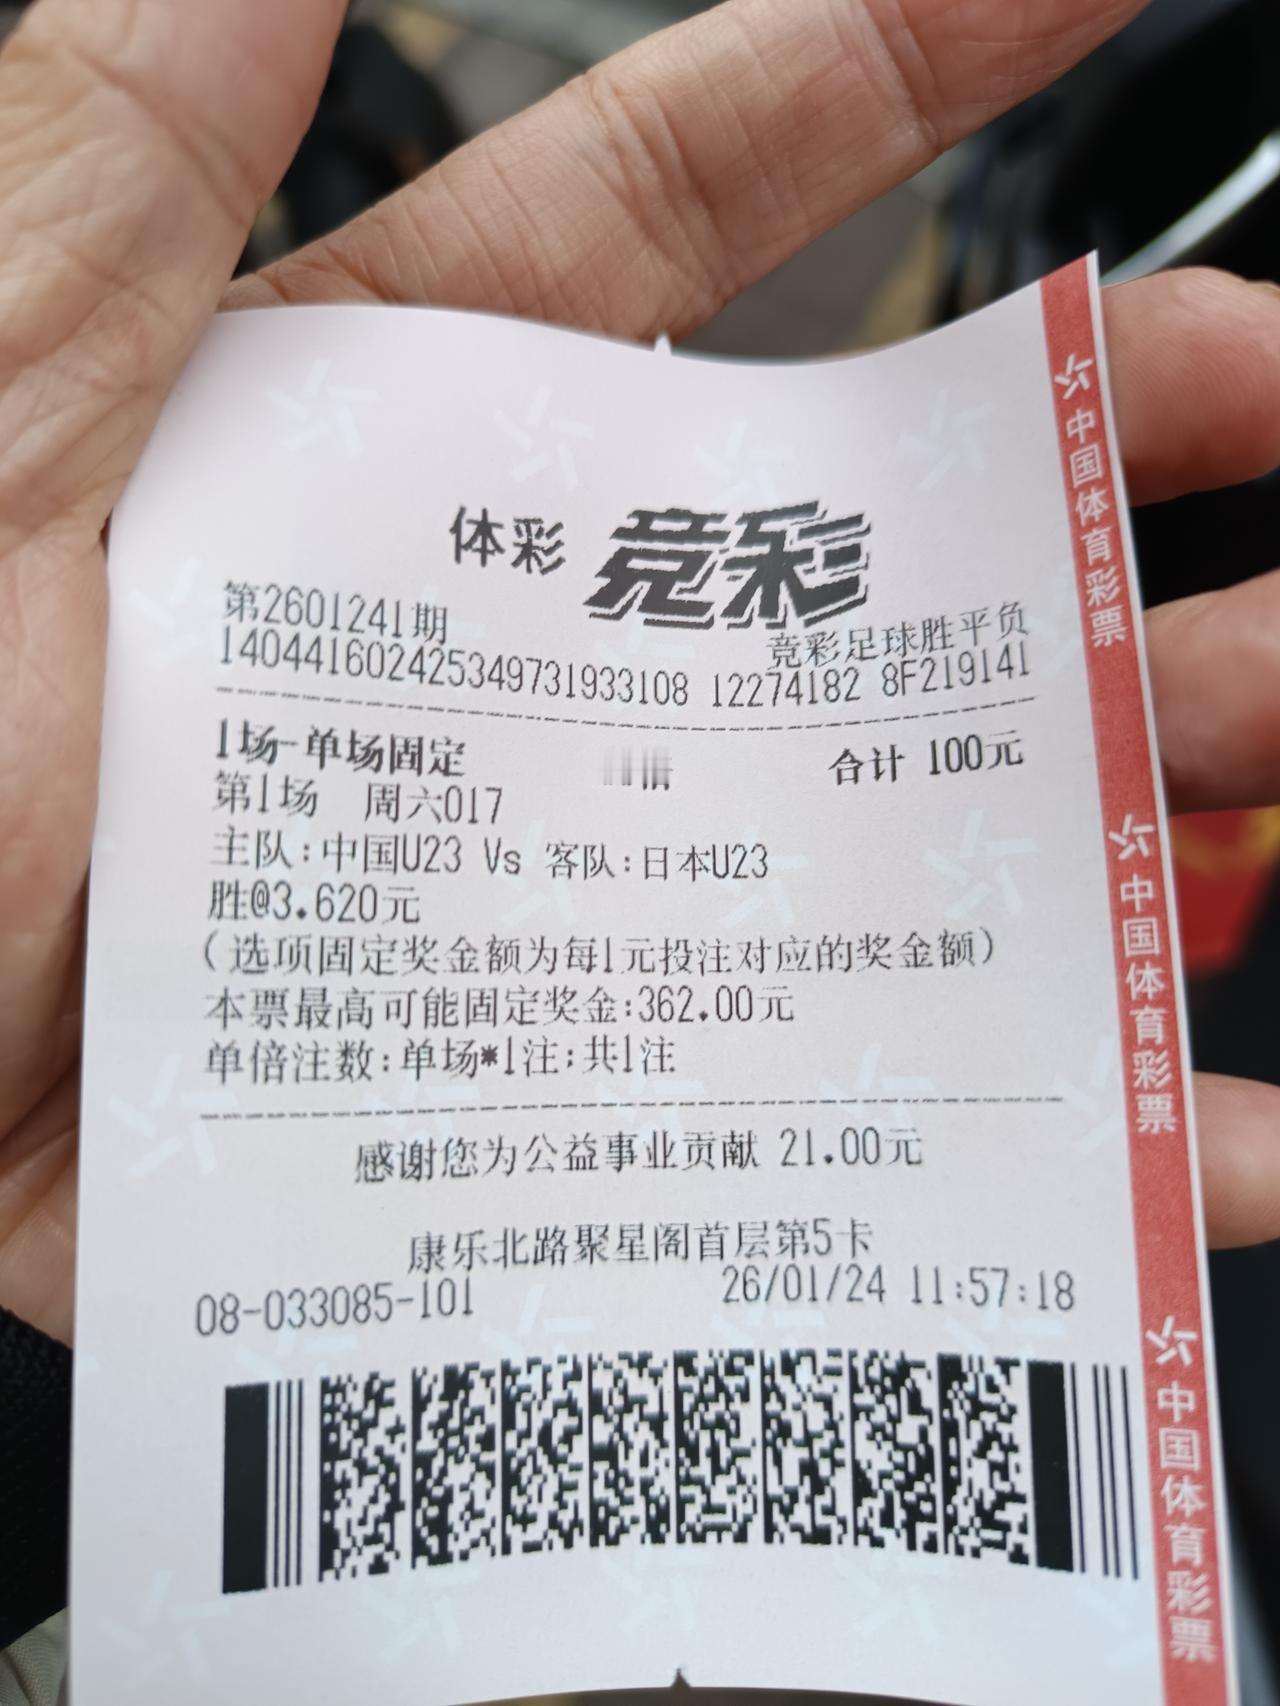 体彩 竞彩
第2601241期
竞彩足球胜平负
140441602425349731933108 12274182 8F219141
1场-单场固定 合计 100元
第1场 周六017
主队:中国U23 Vs 客队:日本U23
胜@3.620元
(选项固定奖金额为每1元投注对应的奖金额)
本票最高可能固定奖金:362.00元
单倍注数:单场*1注;共1注
感谢您为公益事业贡献 21.00元
康乐北路聚星阁首层第5卡
08-033085-101 26/01/24 11:57:18
中国体育彩票
中国体育彩票
中国体育彩票